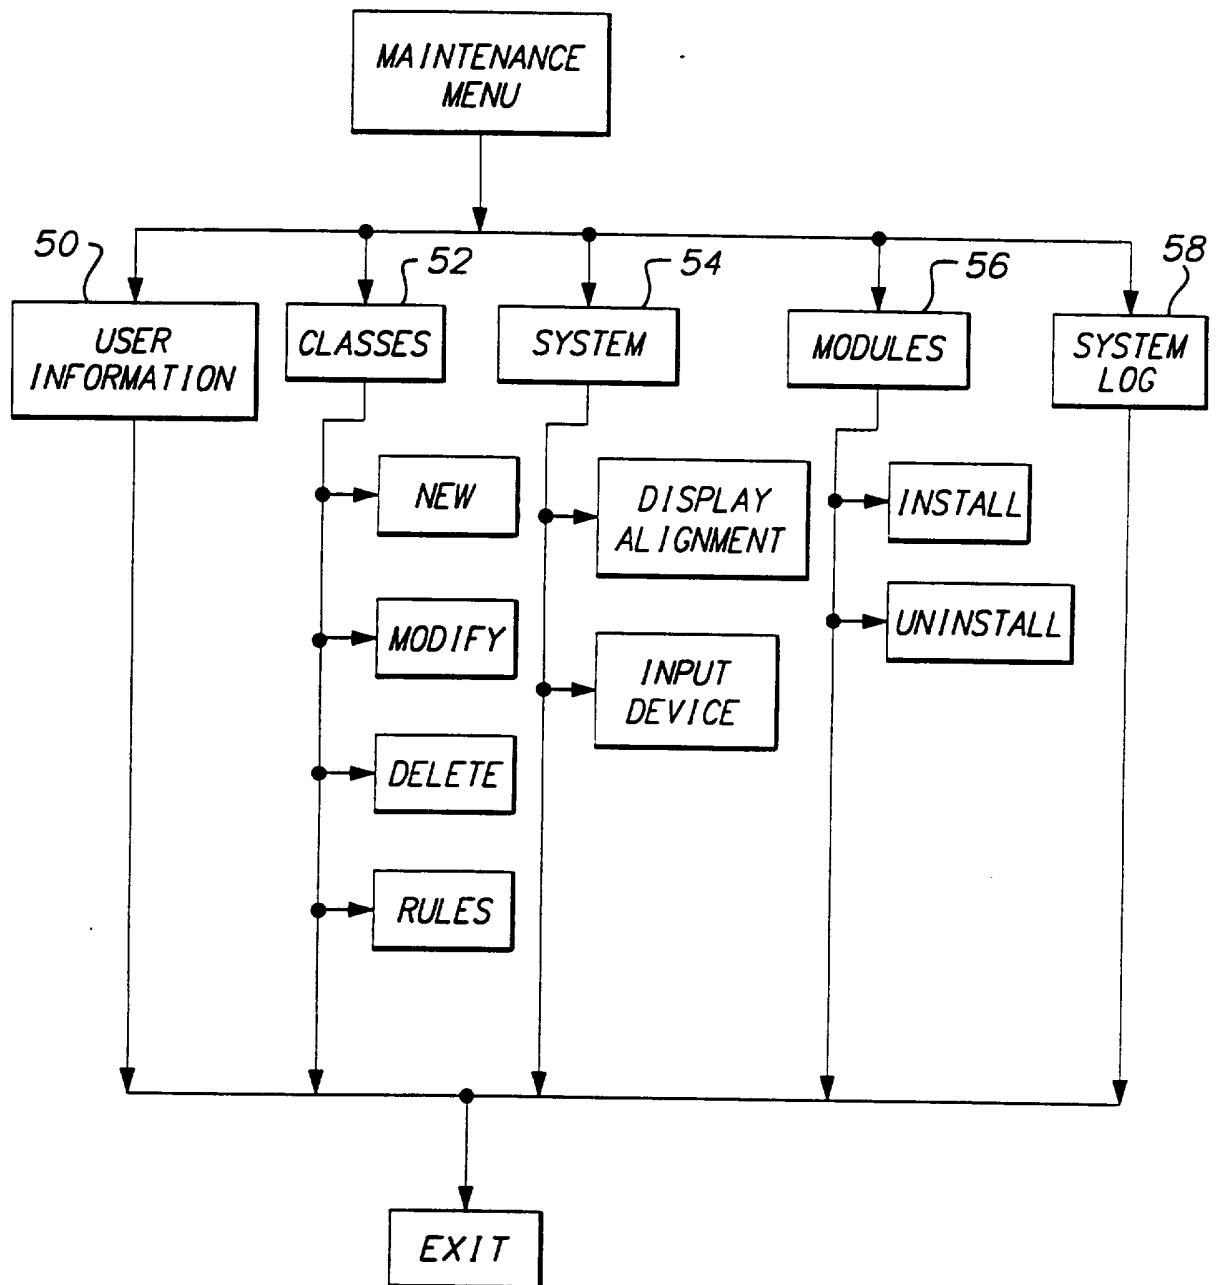 MAINTENANCE
MENU
50
52
54
56
58
USER
INFORMATION
CLASSES
SYSTEM
MODULES
SYSTEM
LOG
NEW
MODIFY
DELETE
RULES
DISPLAY
ALIGNMENT
INPUT
DEVICE
INSTALL
UNINSTALL
EXIT